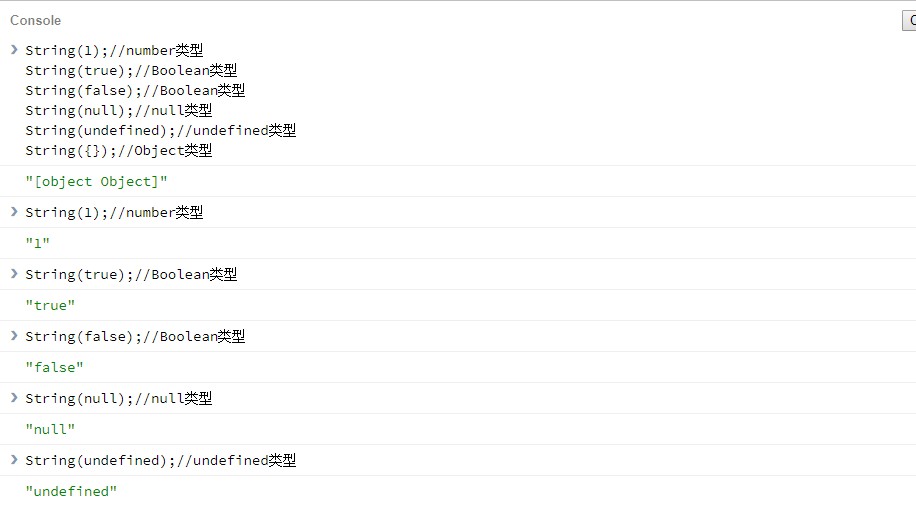 Console
String(1);//number类型
String(true);//Boolean类型
String(false);//Boolean类型
String(null);//null类型
String(undefined);//undefined类型
String({});//Object类型
"[object Object]"
String(1);//number类型
"1"
String(true);//Boolean类型
"true"
String(false);//Boolean类型
"false"
String(null);//null类型
"null"
String(undefined);//undefined类型
"undefined"